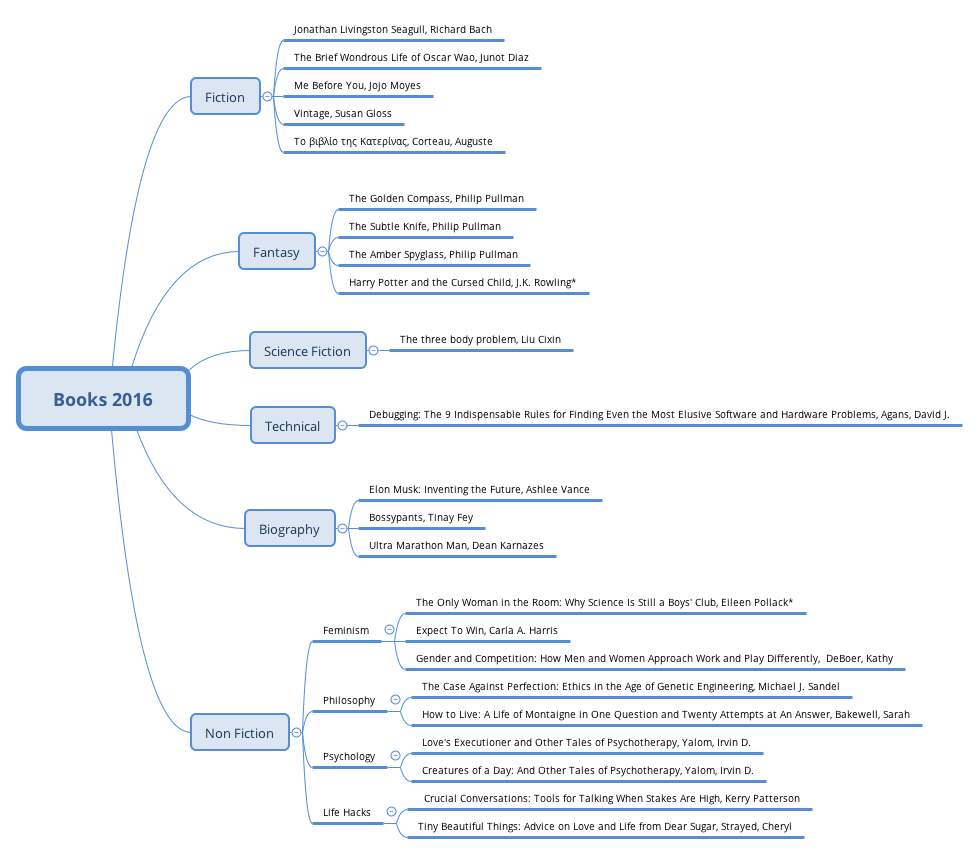 Books 2016
Fiction
Jonathan Livingston Seagull, Richard Bach
The Brief Wondrous Life of Oscar Wao, Junot Diaz
Me Before You, Jojo Moyes
Vintage, Susan Gloss
Το βιβλίο της Κατερίνας, Corteau, Auguste
Fantasy
The Golden Compass, Philip Pullman
The Subtle Knife, Philip Pullman
The Amber Spyglass, Philip Pullman
Harry Potter and the Cursed Child, J.K. Rowling*
Science Fiction
The three body problem, Liu Cixin
Technical
Debugging: The 9 Indispensable Rules for Finding Even the Most Elusive Software and Hardware Problems, Agans, David J.
Biography
Elon Musk: Inventing the Future, Ashlee Vance
Bossypants, Tinay Fey
Ultra Marathon Man, Dean Karnazes
Non Fiction
Feminism
The Only Woman in the Room: Why Science Is Still a Boys' Club, Eileen Pollack*
Expect To Win, Carla A. Harris
Gender and Competition: How Men and Women Approach Work and Play Differently,  DeBoer, Kathy
Philosophy
The Case Against Perfection: Ethics in the Age of Genetic Engineering, Michael J. Sandel
How to Live: A Life of Montaigne in One Question and Twenty Attempts at An Answer, Bakewell, Sarah
Psychology
Love's Executioner and Other Tales of Psychotherapy, Yalom, Irvin D.
Creatures of a Day: And Other Tales of Psychotherapy, Yalom, Irvin D.
Life Hacks
Crucial Conversations: Tools for Talking When Stakes Are High, Kerry Patterson
Tiny Beautiful Things: Advice on Love and Life from Dear Sugar, Strayed, Cheryl